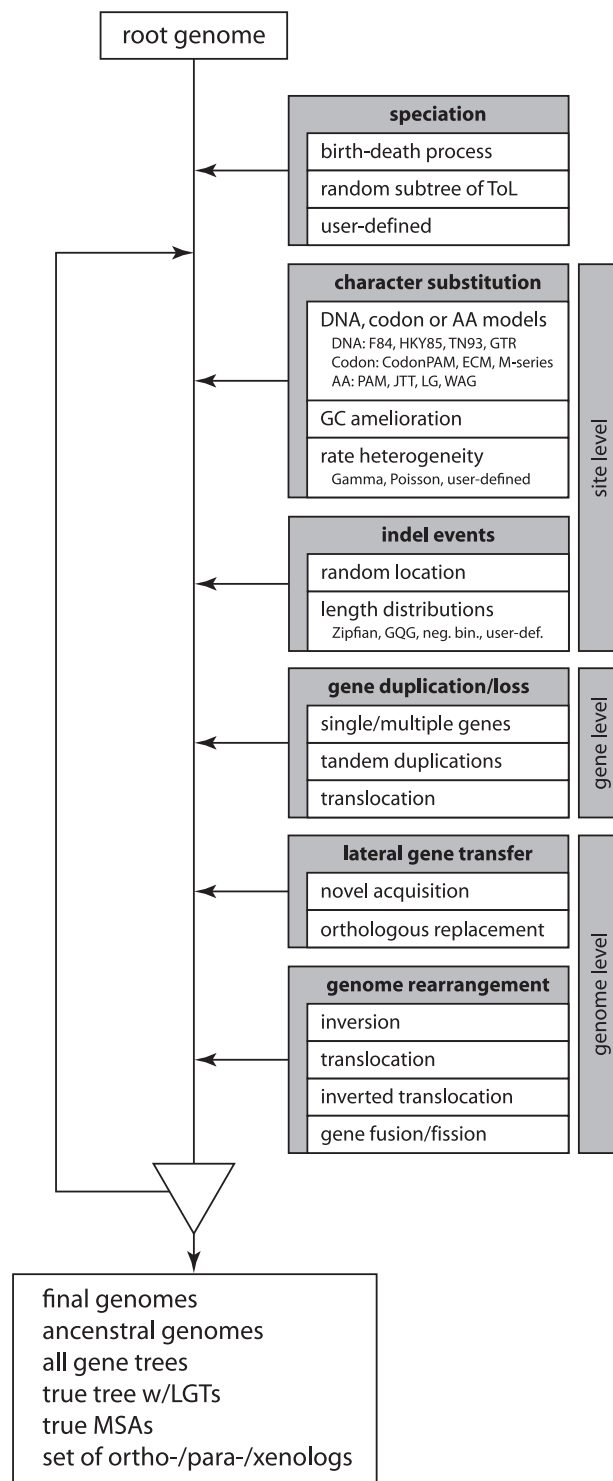 root genome
speciation
birth-death process
random subtree of ToL
user-defined
character substitution
DNA, codon or AA models
DNA: F84, HKY85, TN93, GTR
Codon: CodonPAM, ECM, M-series
AA: PAM, JTT, LG, WAG
GC amelioration
rate heterogeneity
Gamma, Poisson, user-defined
indel events
random location
length distributions
Zipfian, GQG, neg. bin., user-def.
site level
gene duplication/loss
single/multiple genes
tandem duplications
translocation
gene level
lateral gene transfer
novel acquisition
orthologous replacement
genome rearrangement
inversion
translocation
inverted translocation
gene fusion/fission
genome level
final genomes
ancenstral genomes
all gene trees
true tree w/LGTs
true MSAs
set of ortho-/para-/xenologs